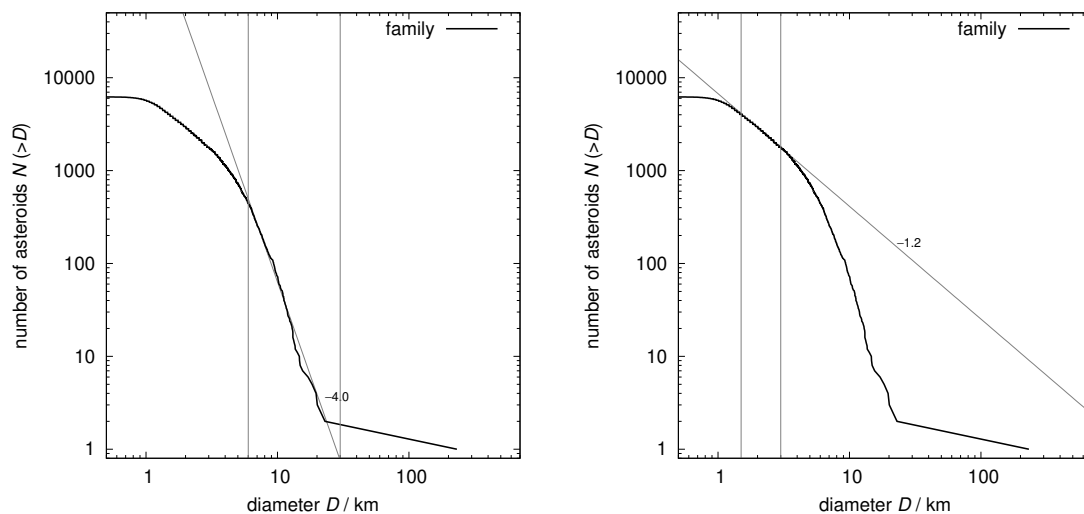 family
number of asteroids N (>D)
10000
1000
100
10
1
−4.0
1 10 100
diameter D / km
family
number of asteroids N (>D)
10000
1000
100
10
1
−1.2
1 10 100
diameter D / km